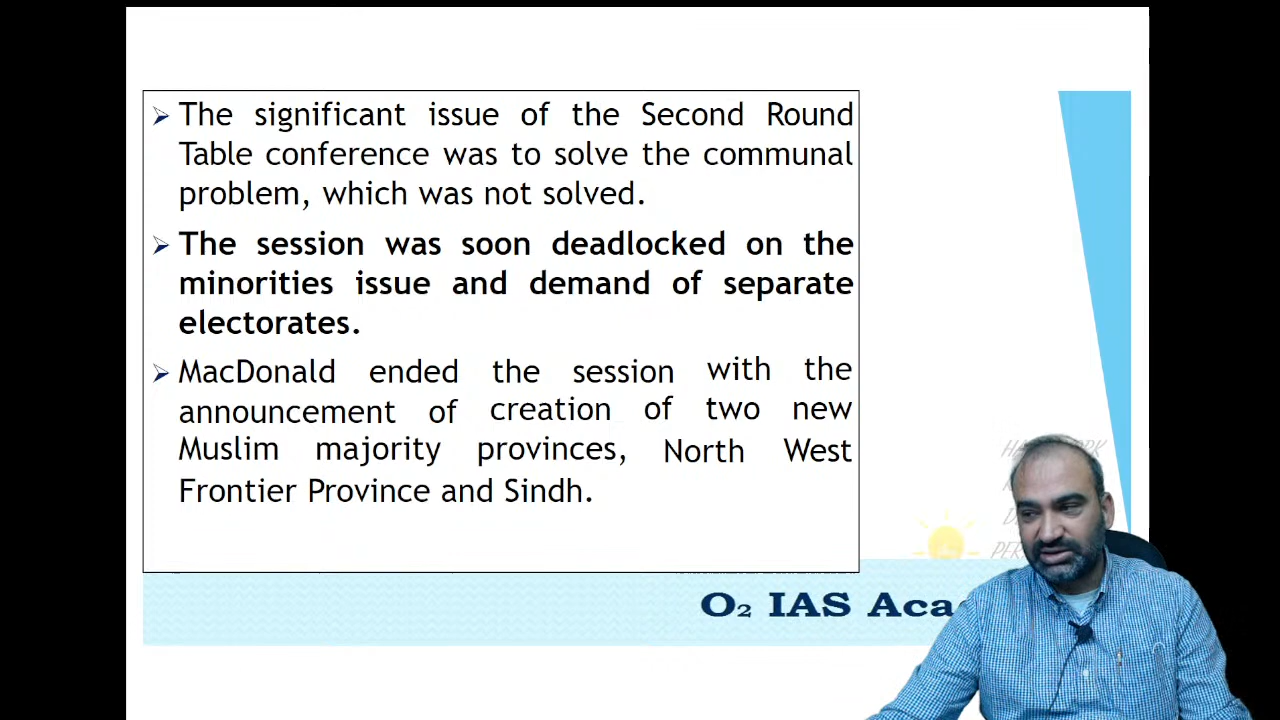 The significant issue of the Second Round
Table conference was to solve the communal
problem, which was not solved.
The session was soon deadlocked on the
minorities issue and demand of separate
electorates.
MacDonald ended the session with the
announcement of creation of two new
Muslim majority provinces, North West
Frontier Province and Sindh.
O2 IAS